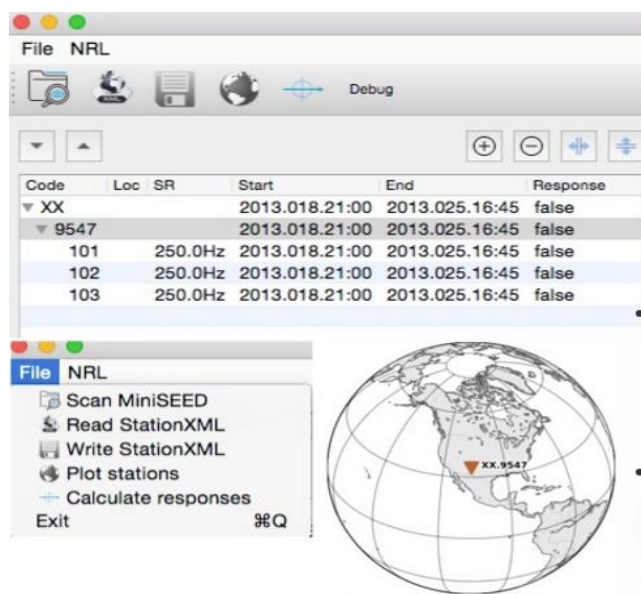 File NRL
Debug
Code Loc SR Start End Response
XX 2013.018.21:00 2013.025.16:45 false
9547 2013.018.21:00 2013.025.16:45 false
101 250.0Hz 2013.018.21:00 2013.025.16:45 false
102 250.0Hz 2013.018.21:00 2013.025.16:45 false
103 250.0Hz 2013.018.21:00 2013.025.16:45 false
File NRL
Scan MiniSEED
Read StationXML
Write StationXML
Plot stations
Calculate responses
Exit ⌘Q
XX.9547